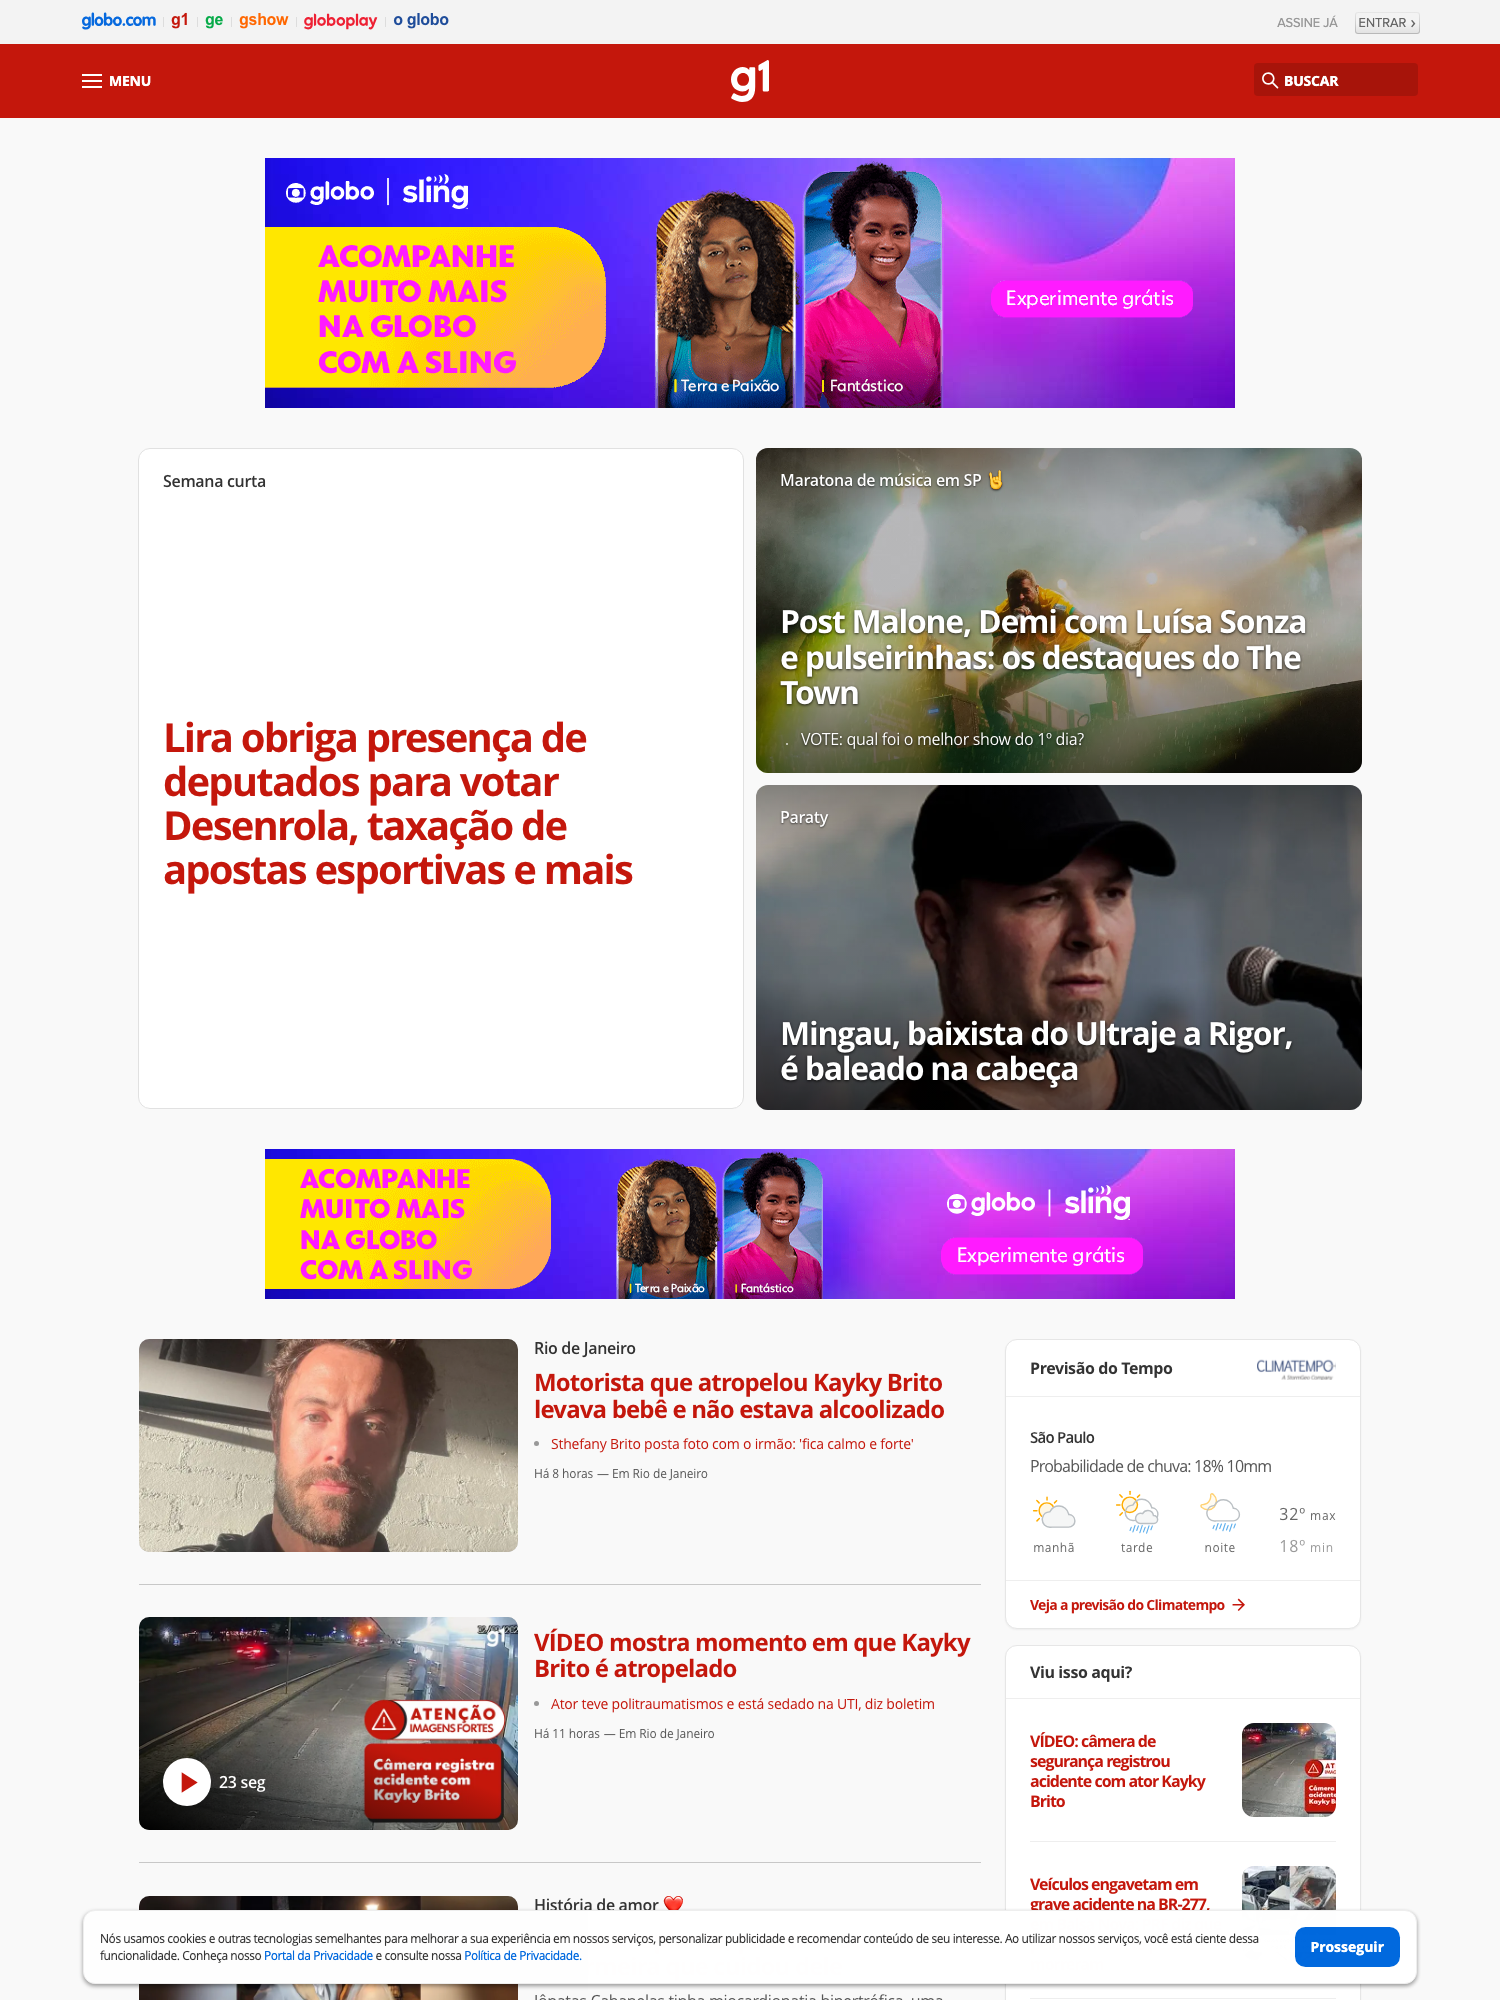 globo.com g1 ge gshow globoplay o globo
ASSINE JÁ ENTRAR ›
MENU
g1
BUSCAR
globo | sling
ACOMPANHE
MUITO MAIS
NA GLOBO
COM A SLING
Terra e Paixão
Fantástico
Experimente grátis
Semana curta
Lira obriga presença de
deputados para votar
Desenrola, taxação de
apostas esportivas e mais
Maratona de música em SP 🤘
Post Malone, Demi com Luísa Sonza
e pulseirinhas: os destaques do The
Town
. VOTE: qual foi o melhor show do 1º dia?
Paraty
Mingau, baixista do Ultraje a Rigor,
é baleado na cabeça
ACOMPANHE
MUITO MAIS
NA GLOBO
COM A SLING
Terra e Paixão
Fantástico
globo | sling
Experimente grátis
Rio de Janeiro
Motorista que atropelou Kayky Brito
levava bebê e não estava alcoolizado
• Sthefany Brito posta foto com o irmão: 'fica calmo e forte'
Há 8 horas — Em Rio de Janeiro
g1
ATENÇÃO
IMAGENS FORTES
Câmera registra
acidente com
Kayky Brito
23 seg
VÍDEO mostra momento em que Kayky
Brito é atropelado
• Ator teve politraumatismos e está sedado na UTI, diz boletim
Há 11 horas — Em Rio de Janeiro
História de amor ❤️
Previsão do Tempo
CLIMATEMPO
A StormGeo Company
São Paulo
Probabilidade de chuva: 18% 10mm
manhã
tarde
noite
32º max
18º min
Veja a previsão do Climatempo →
Viu isso aqui?
VÍDEO: câmera de
segurança registrou
acidente com ator Kayky
Brito
Veículos engavetam em
grave acidente na BR-277,
Nós usamos cookies e outras tecnologias semelhantes para melhorar a sua experiência em nossos serviços, personalizar publicidade e recomendar conteúdo de seu interesse. Ao utilizar nossos serviços, você está ciente dessa
funcionalidade. Conheça nosso Portal da Privacidade e consulte nossa Política de Privacidade.
Prosseguir
Jônatas Cabanelas tinha miocardiopatia hipertrófica, uma